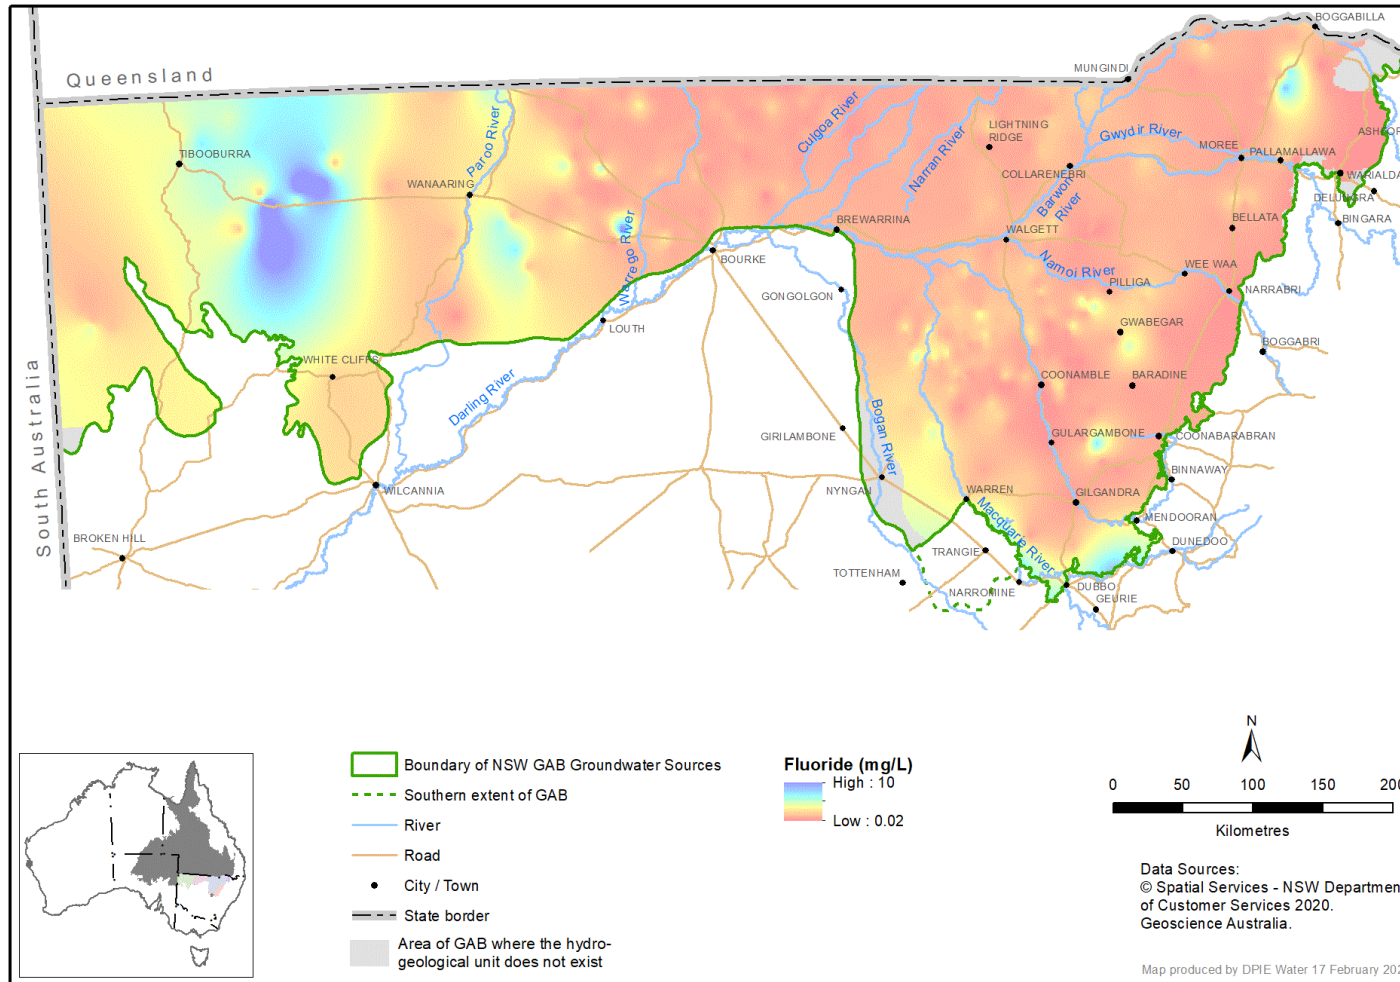 BOGGABILLA
Queensland
MUNGINDI
Culgoa River
LIGHTNING
RIDGE
Gwydir River
Paroo River
Narran River
MOREE
PALLAMALLAWA
TIBOOBURRA
WANAARING
COLLARENEBRI
WARIALDA
Barwon
River
DELUNGRA
BREWARRINA
BELLATA
BINGARA
WALGETT
Warrego River
BOURKE
Namoi River
WEE WAA
GONGOLGON
PILLIGA
NARRABRI
LOUTH
GWABEGAR
BOGGABRI
WHITE CLIFFS
South Australia
COONAMBLE
BARADINE
Darling River
Bogan River
GIRILAMBONE
GULARGAMBONE
COONABARABRAN
BINNAWAY
WILCANNIA
NYNGAN
WARREN
GILGANDRA
Macquarie River
MENDOORAN
BROKEN HILL
TRANGIE
DUNEDOO
TOTTENHAM
NARROMINE
DUBBO
GEURIE
Boundary of NSW GAB Groundwater Sources
Southern extent of GAB
River
Road
City / Town
State border
Area of GAB where the hydro-
geological unit does not exist
Fluoride (mg/L)
High : 10
Low : 0.02
N
0 50 100 150 200
Kilometres
Data Sources:
© Spatial Services - NSW Departmen
of Customer Services 2020.
Geoscience Australia.
Map produced by DPIE Water 17 February 202